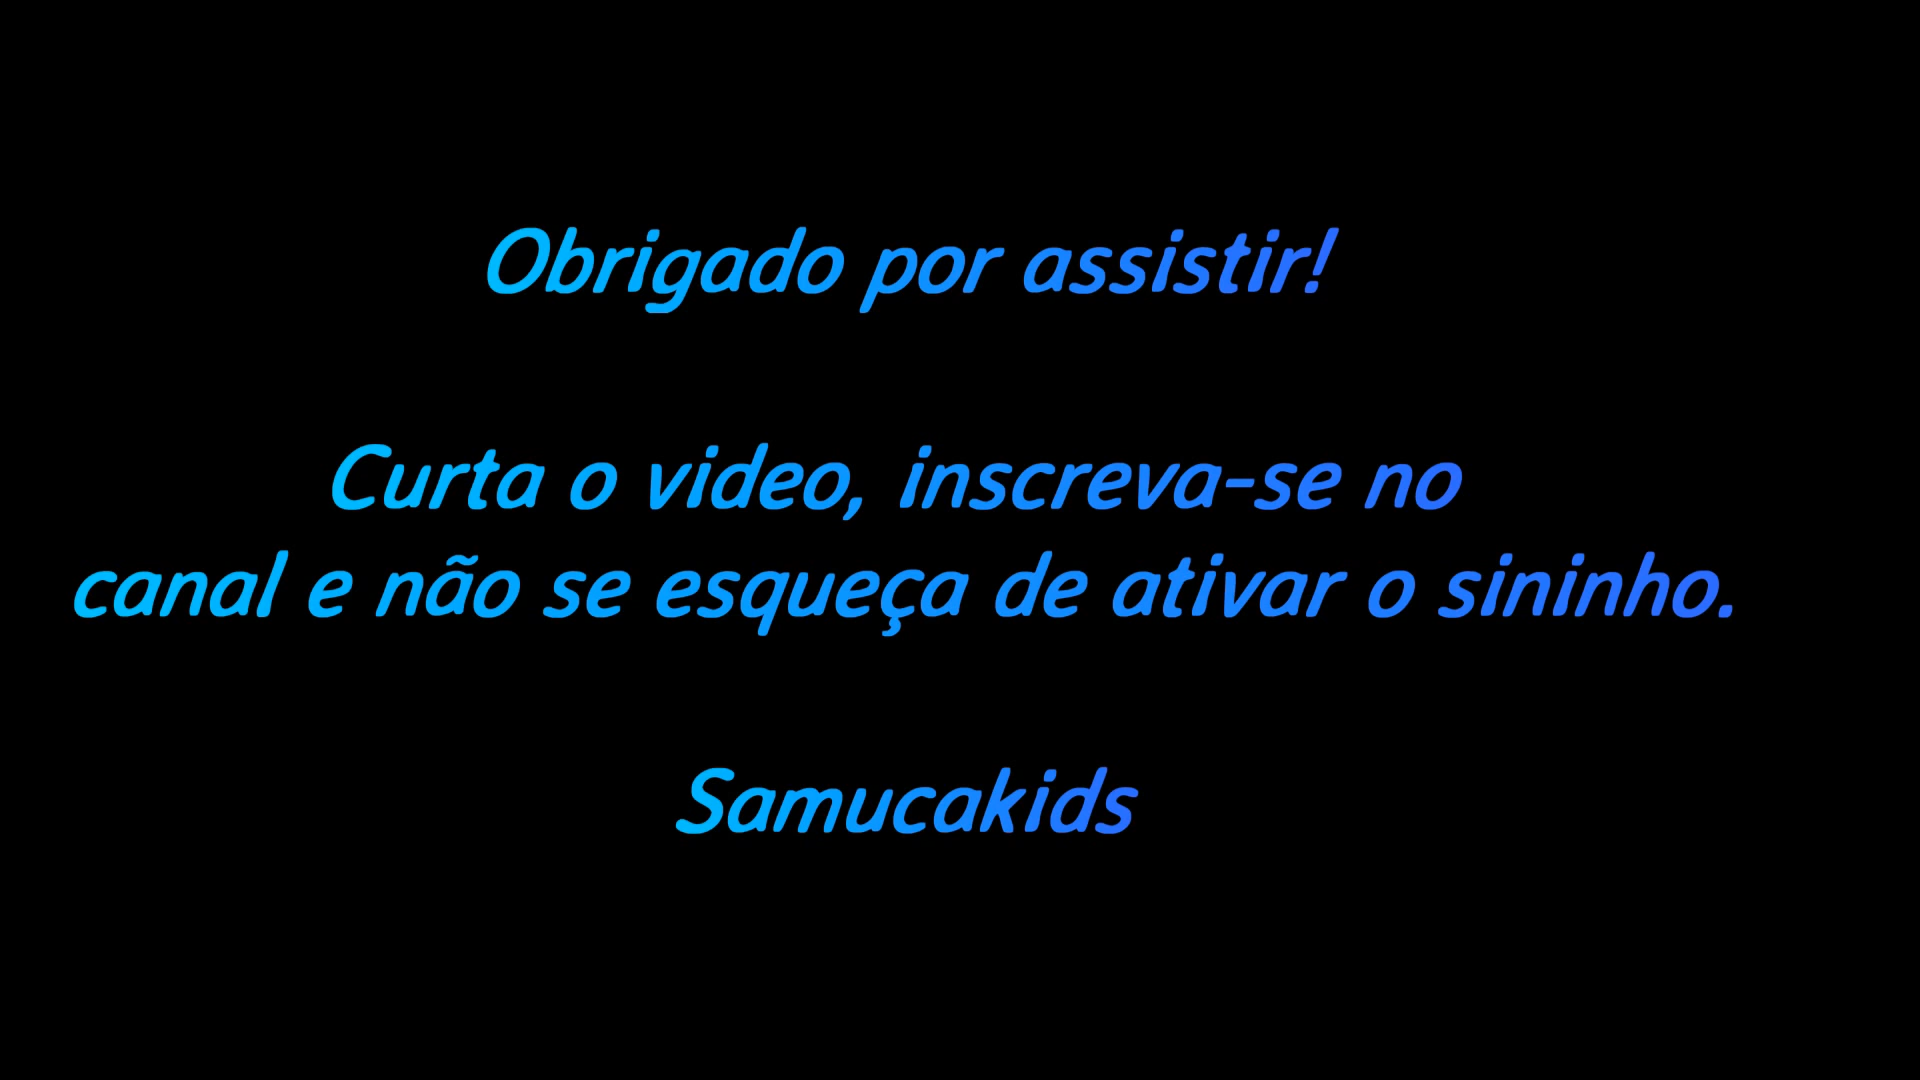 Obrigado por assistir!
Curta o video, inscreva-se no
canal e não se esqueça de ativar o sininho.
Samucakids